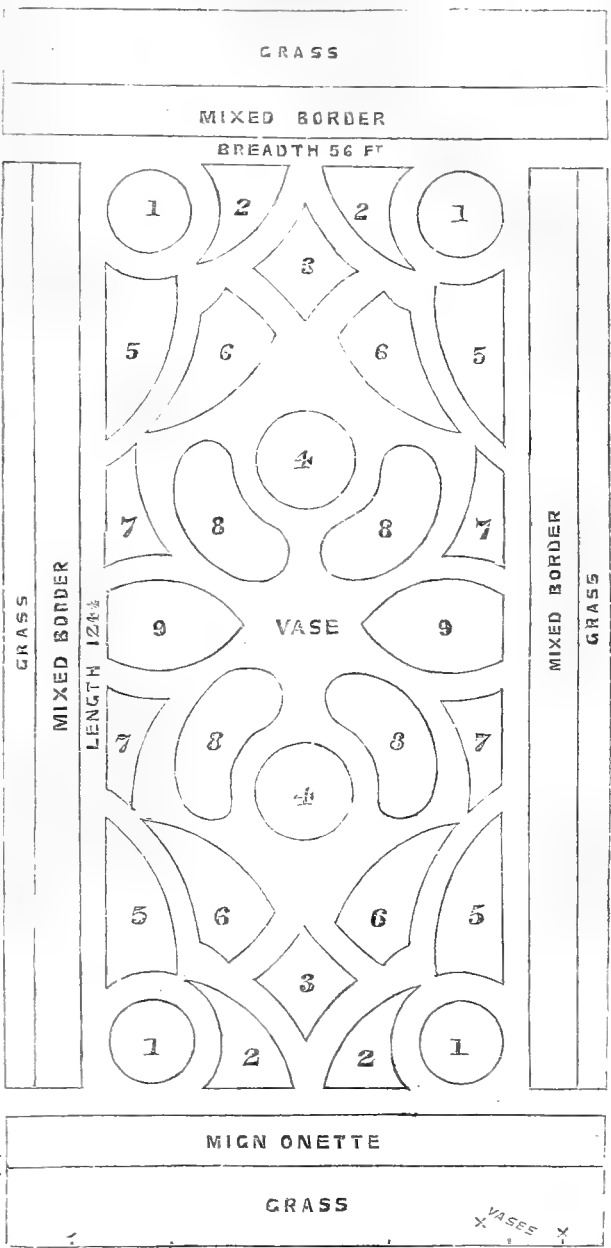 GRASS
MIXED BORDER
BREADTH 56 FT
1 2 2 1
3
5 6 6 5
4
7 8 8 7
9 VASE 9
GRASS
MIXED BORDER
LENGTH
MIXED BORDER
GRASS
7 8 8 7
4
5 6 6 5
3
1 2 2 1
MIGN ONETTE
GRASS
VASES